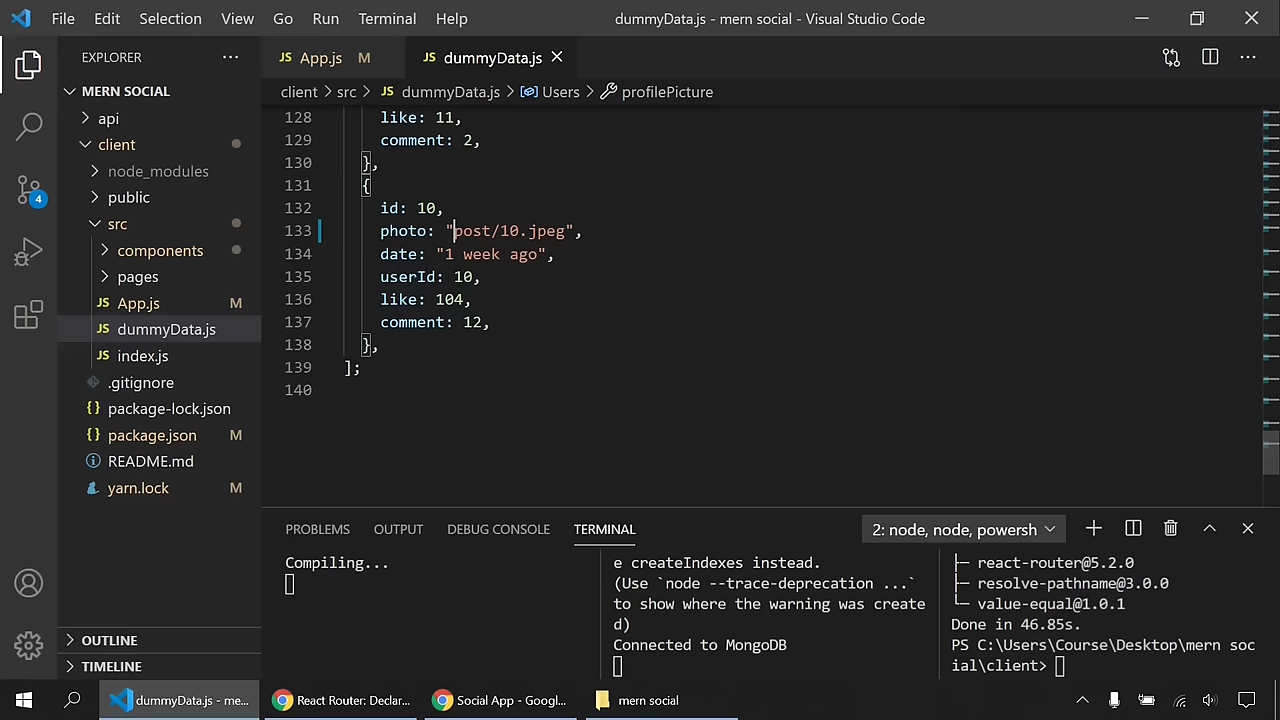 File Edit Selection View Go Run Terminal Help dummyData.js - mern social - Visual Studio Code
EXPLORER
JS App.js M
JS dummyData.js
client > src > JS dummyData.js > Users > profilePicture
MERN SOCIAL
api
client
node_modules
public
src
components
pages
JS App.js M
JS dummyData.js
JS index.js
.gitignore
{} package-lock.json
{} package.json M
README.md
yarn.lock M
OUTLINE
TIMELINE
4
128 like: 11,
129 comment: 2,
130 },
131 {
132 id: 10,
133 photo: "post/10.jpeg",
134 date: "1 week ago",
135 userId: 10,
136 like: 104,
137 comment: 12,
138 },
139 ];
140
PROBLEMS OUTPUT DEBUG CONSOLE TERMINAL 2: node, node, powersh
Compiling...
e createIndexes instead.
(Use `node --trace-deprecation ...`
to show where the warning was create
d)
Connected to MongoDB
├─ react-router@5.2.0
├─ resolve-pathname@3.0.0
└─ value-equal@1.0.1
Done in 46.85s.
PS C:\Users\Course\Desktop\mern soc
ial\client>
dummyData.js - me... React Router: Declar... Social App - Googl... mern social